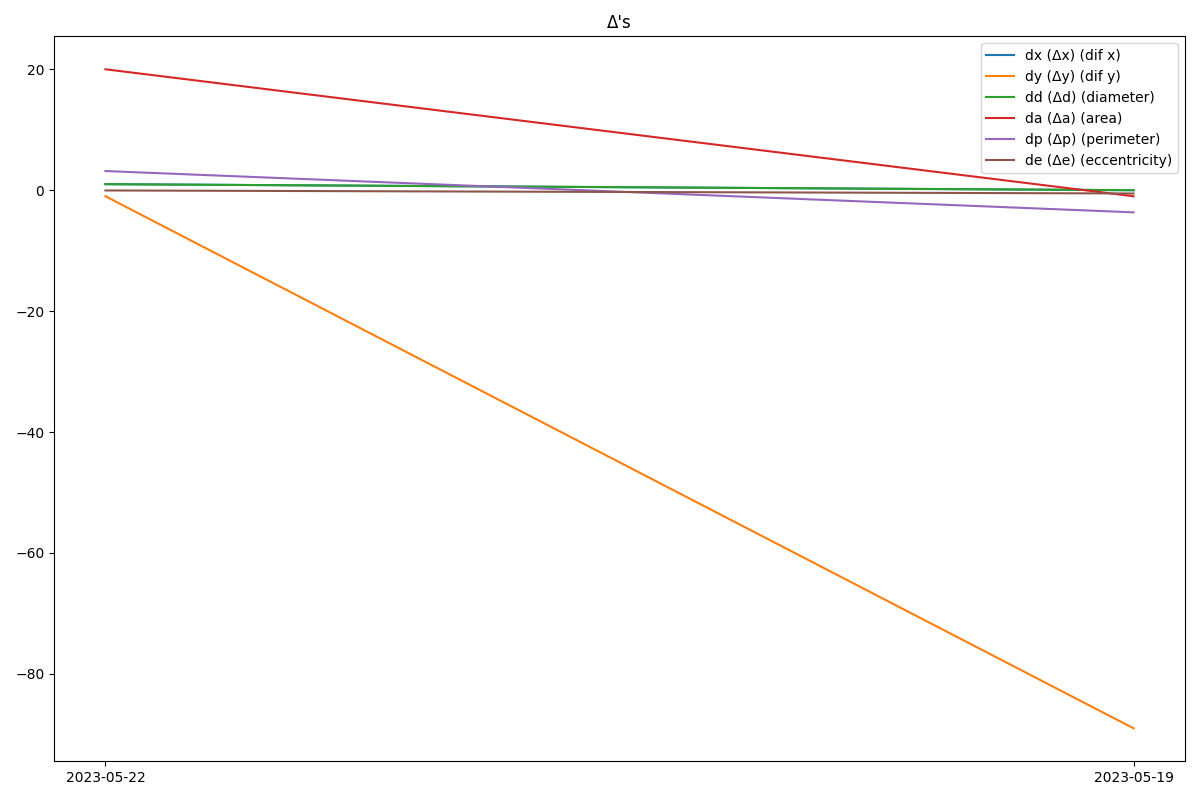 Δ's
dx (Δx) (dif x)
dy (Δy) (dif y)
dd (Δd) (diameter)
da (Δa) (area)
dp (Δp) (perimeter)
de (Δe) (eccentricity)
20
0
−20
−40
−60
−80
2023-05-22
2023-05-19